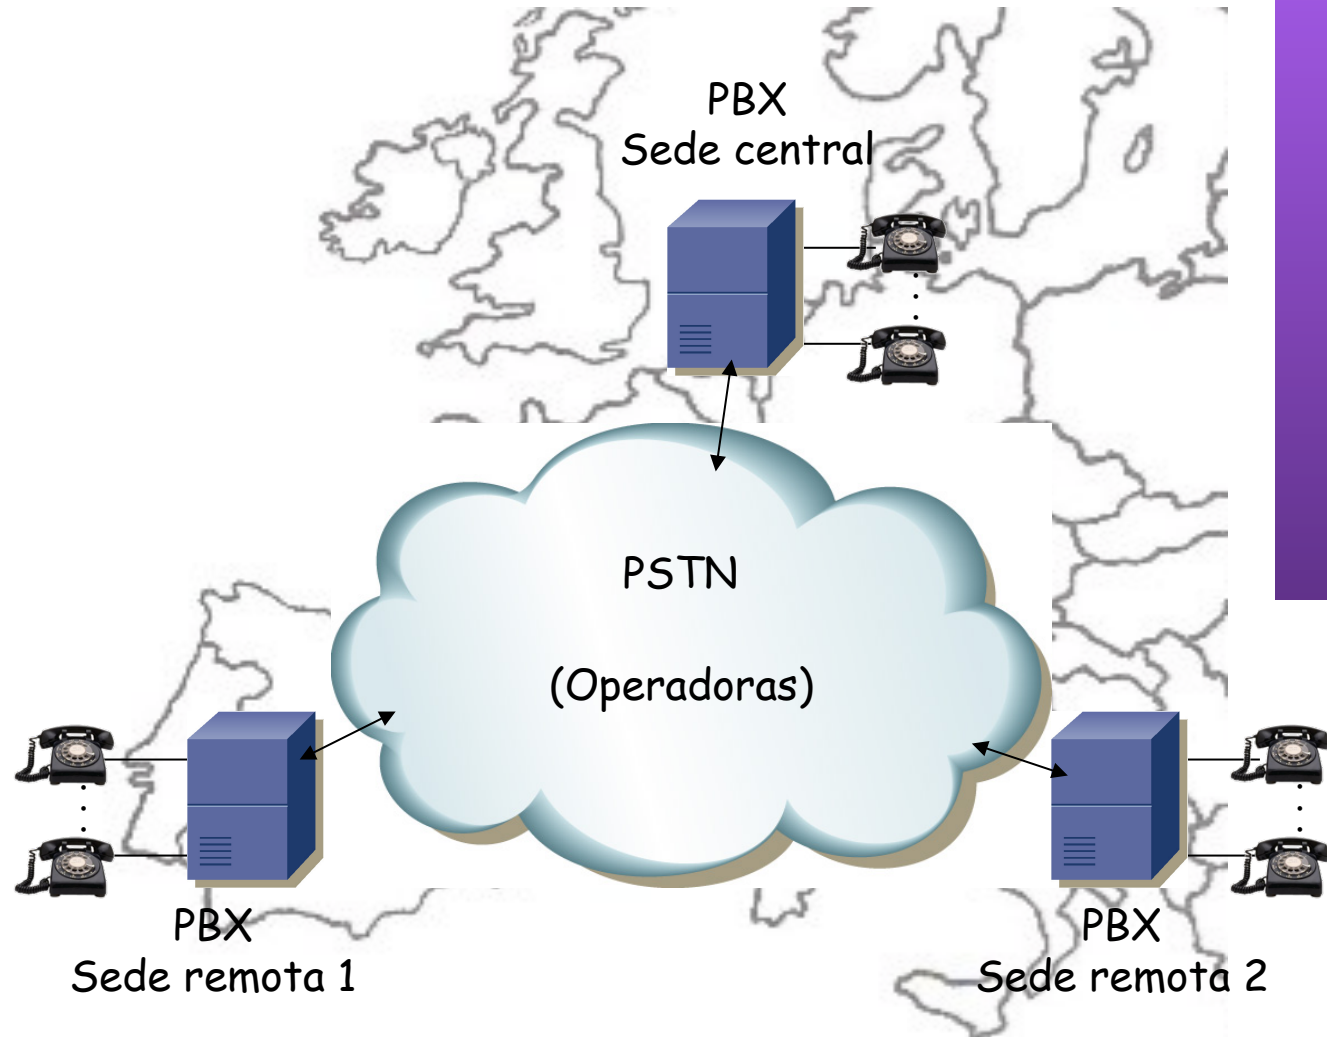 PBX
Sede central
PSTN
(Operadoras)
PBX
Sede remota 1
PBX
Sede remota 2